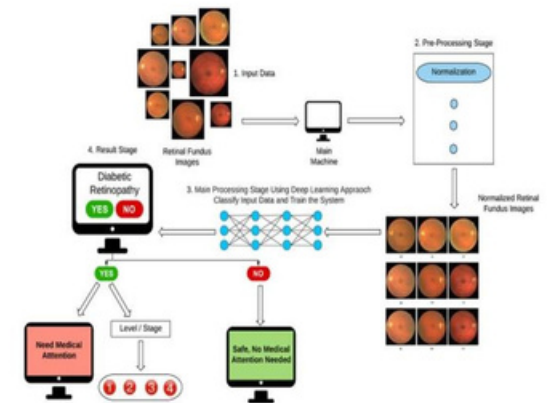 1. Input Data
Retinal Fundus
Images
Main
Machine
2. Pre-Processing Stage
Normalization
Normalized Retinal
Fundus Images
3. Main Processing Stage Using Deep Learning Appraoch
Classify Input Data and Train the System
4. Result Stage
Diabetic
Retinopathy
YES
NO
YES
NO
Need Medical
Atttention
Level / Stage
1 2 3 4
Safe, No Medical
Attention Needed